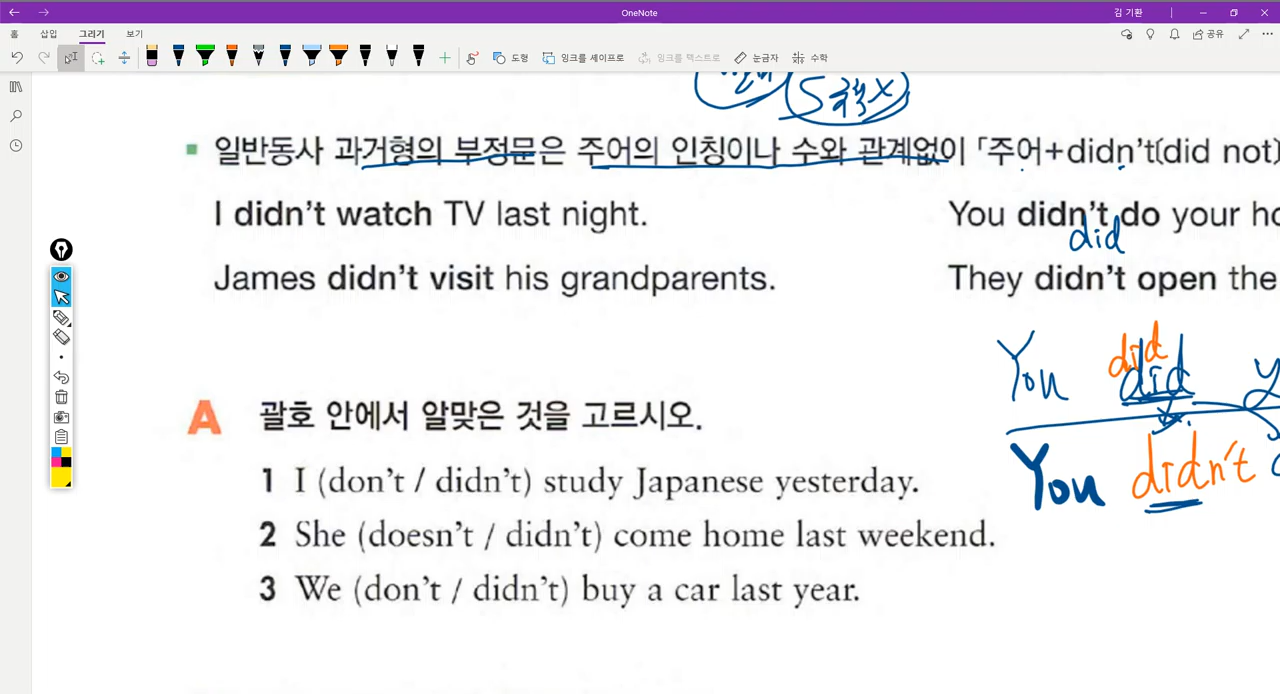 OneNote
김 기환
홈 삽입 그리기 보기
공유
도형 잉크를 셰이프로 잉크를 텍스트로 눈금자 수학
일반동사 과거형의 부정문은 주어의 인칭이나 수와 관계없이 「주어+didn't(did not)
I didn't watch TV last night.
You didn't do your ho
did
James didn't visit his grandparents.
They didn't open the
did
You did
You didn't
A 괄호 안에서 알맞은 것을 고르시오.
1 I (don't / didn't) study Japanese yesterday.
2 She (doesn't / didn't) come home last weekend.
3 We (don't / didn't) buy a car last year.